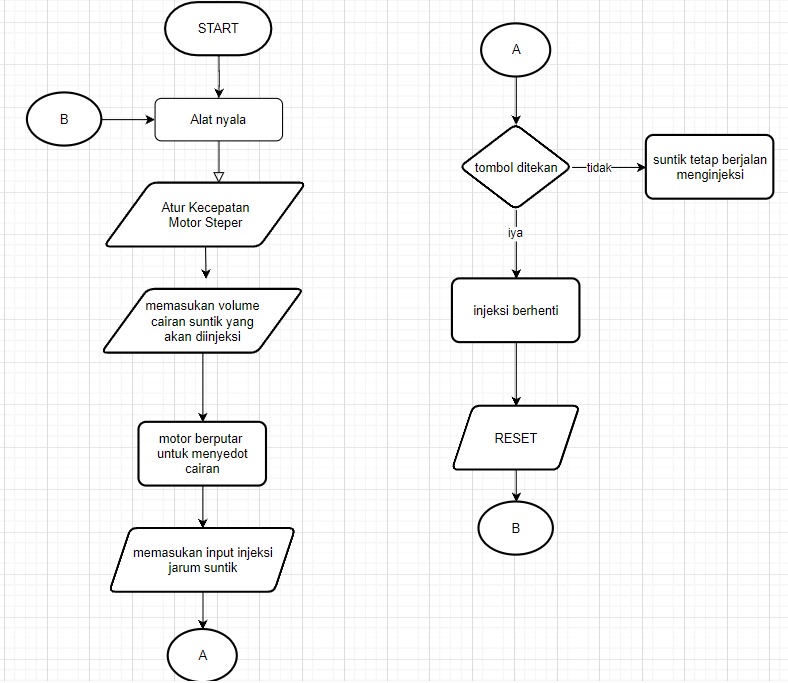 START
B
Alat nyala
Atur Kecepatan
Motor Steper
memasukan volume
cairan suntik yang
akan diinjeksi
motor berputar
untuk menyedot
cairan
memasukan input injeksi
jarum suntik
A
A
tombol ditekan
tidak
suntik tetap berjalan
menginjeksi
iya
injeksi berhenti
RESET
B